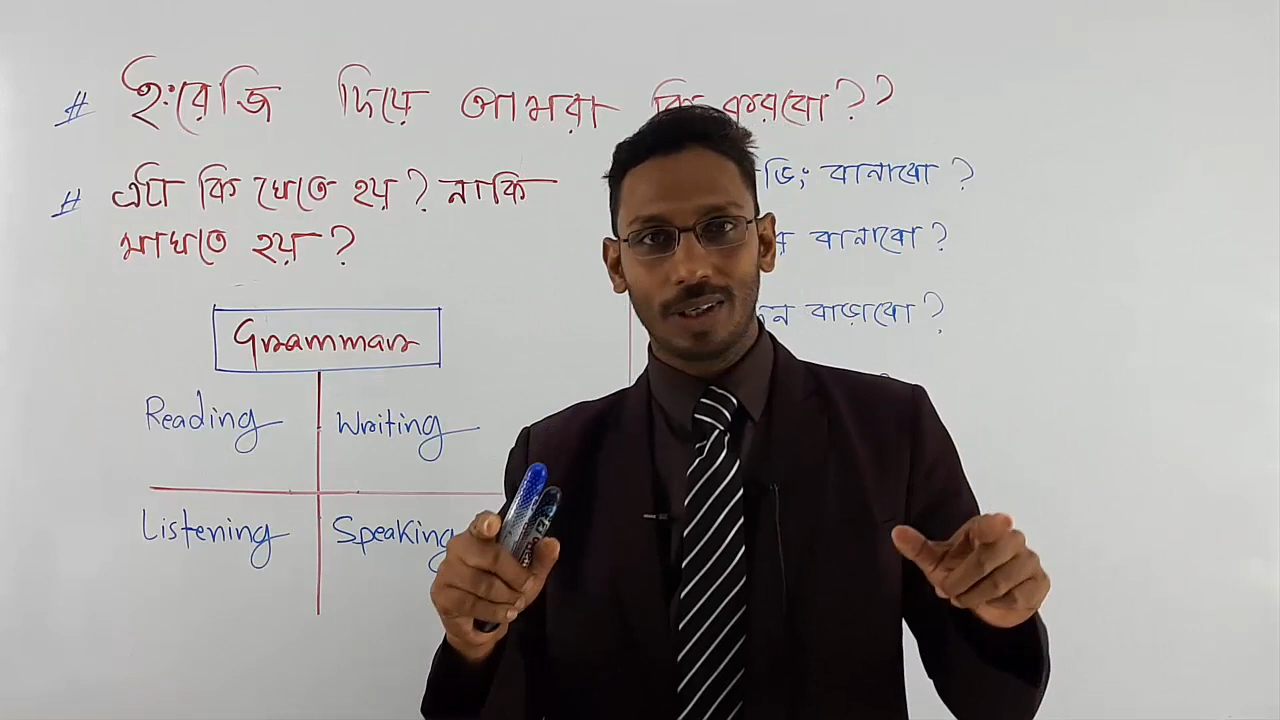 # ইংরেজি দিয়ে আমরা কি করবো??
# এটা কি খেতে হয়? নাকি
মাখতে হয়?
বানাবো?
বানাবো?
বাড়াবো?
Grammar
Reading Writing
Listening Speaking